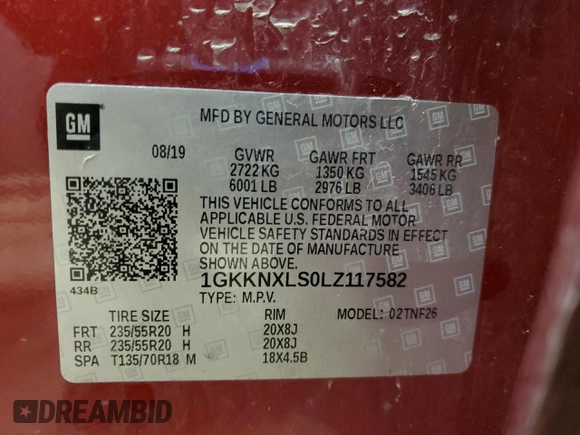 GM
MFD BY GENERAL MOTORS LLC
08/19 GVWR GAWR FRT GAWR RR
2722 KG 1350 KG 1545 KG
6001 LB 2976 LB 3406 LB
THIS VEHICLE CONFORMS TO ALL
APPLICABLE U.S. FEDERAL MOTOR
VEHICLE SAFETY STANDARDS IN EFFECT
ON THE DATE OF MANUFACTURE
SHOWN ABOVE.
434B
1GKKNXLS0LZ117582
TYPE: M.P.V.
TIRE SIZE RIM MODEL: 02TNF26
FRT 235/55R20 H 20X8J
RR 235/55R20 H 20X8J
SPA T135/70R18 M 18X4.5B
DREAMBID